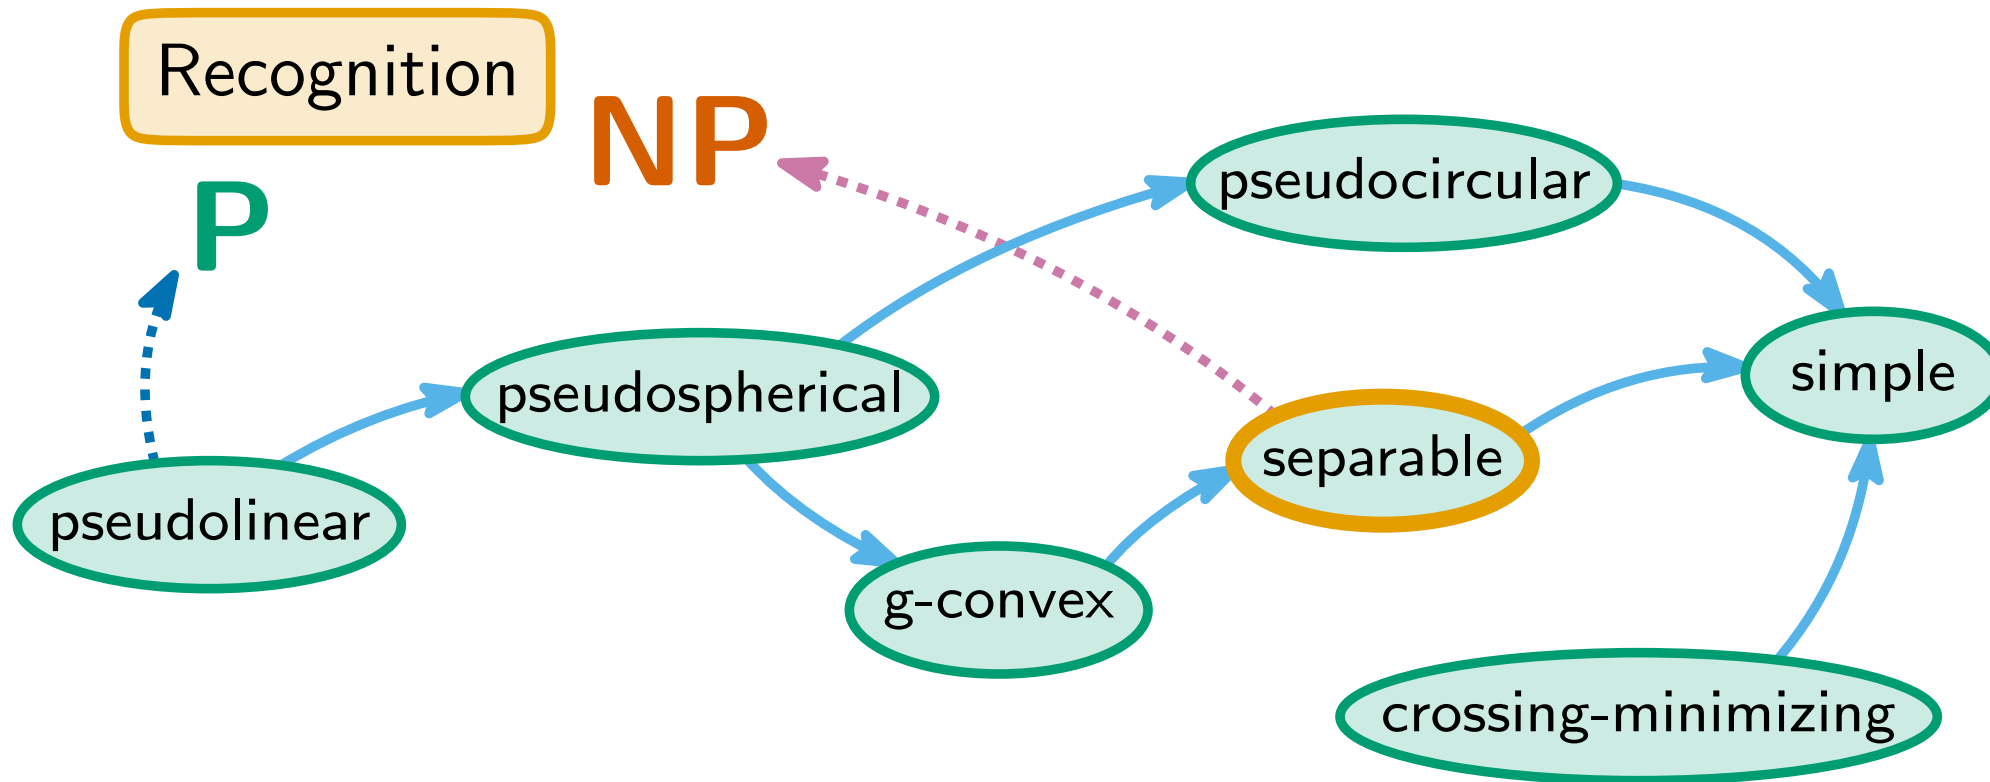 Recognition
NP
P
pseudocircular
simple
pseudospherical
separable
pseudolinear
g-convex
crossing-minimizing